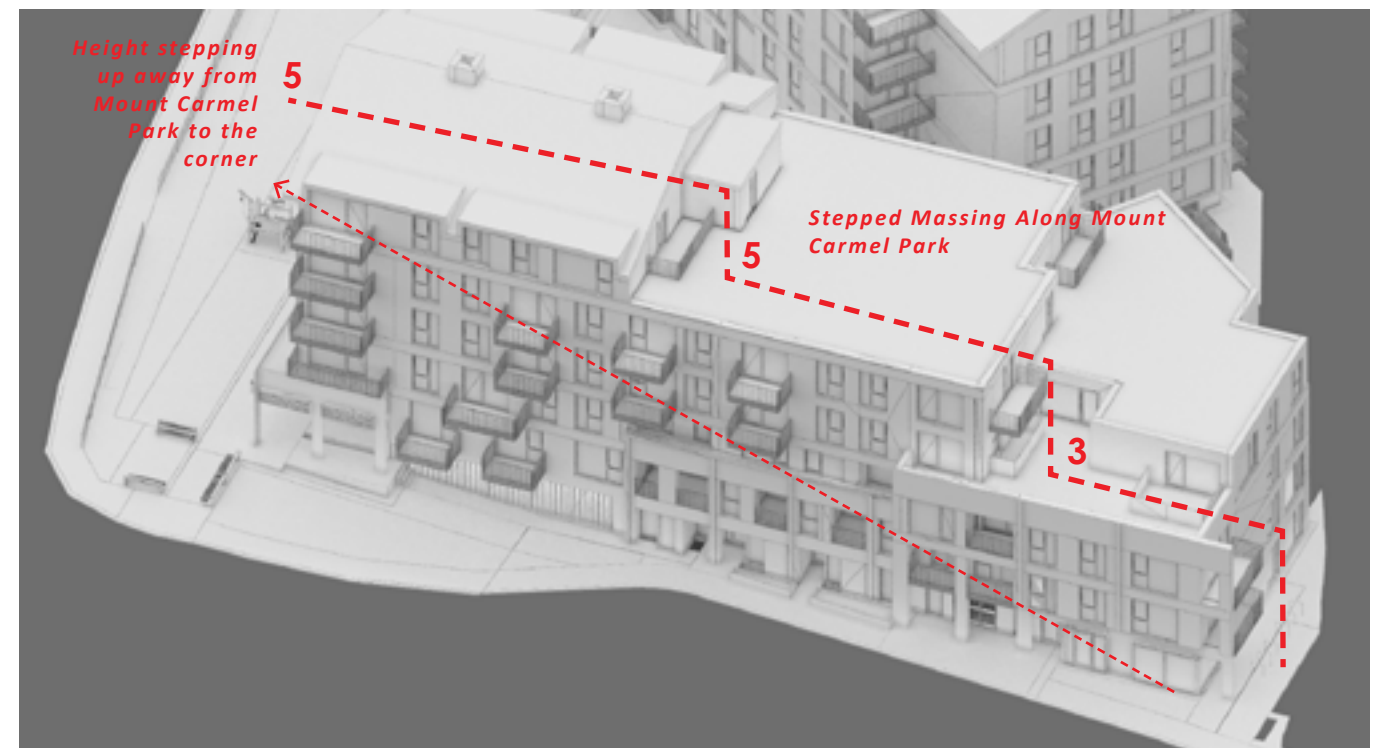 Height stepping
up away from
Mount Carmel
Park to the
corner
5
Stepped Massing Along Mount
Carmel Park
5
3